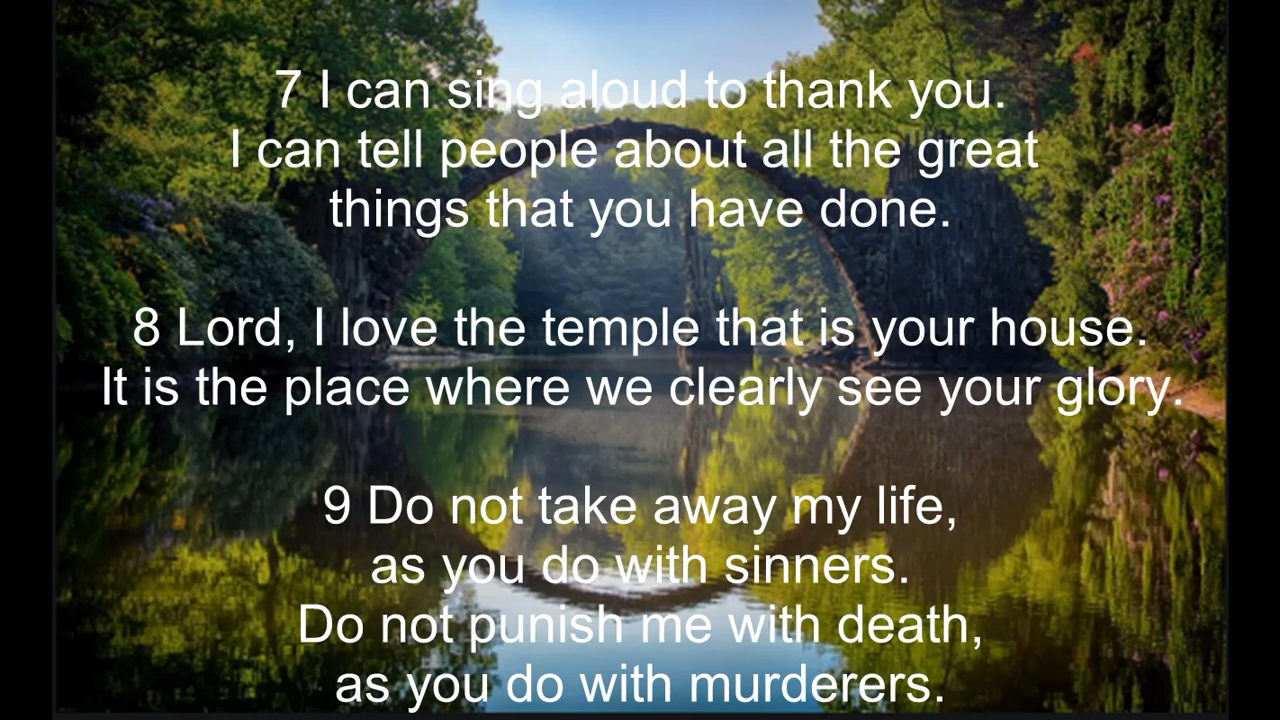 7 I can sing aloud to thank you.
I can tell people about all the great
things that you have done.
8 Lord, I love the temple that is your house.
It is the place where we clearly see your glory.
9 Do not take away my life,
as you do with sinners.
Do not punish me with death,
as you do with murderers.